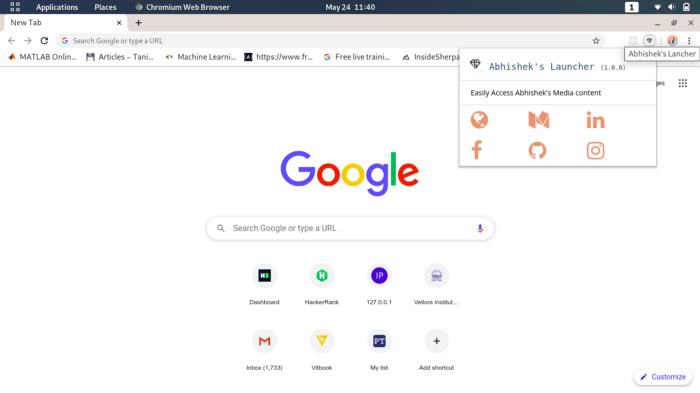 Applications Places Chromium Web Browser May 24 11:40 1
New Tab
Search Google or type a URL
Abhishek's Lancher
MATLAB Online... Articles – Tani... Machine Learni... https://www.fr... Free live traini... InsideSherpa
Abhishek's Launcher (1.0.0)
Easily Access Abhishek's Media content
Google
Search Google or type a URL
Dashboard HackerRank 127.0.0.1 Vellore Institut...
Inbox (1,733) Vitbook My list Add shortcut
Customize